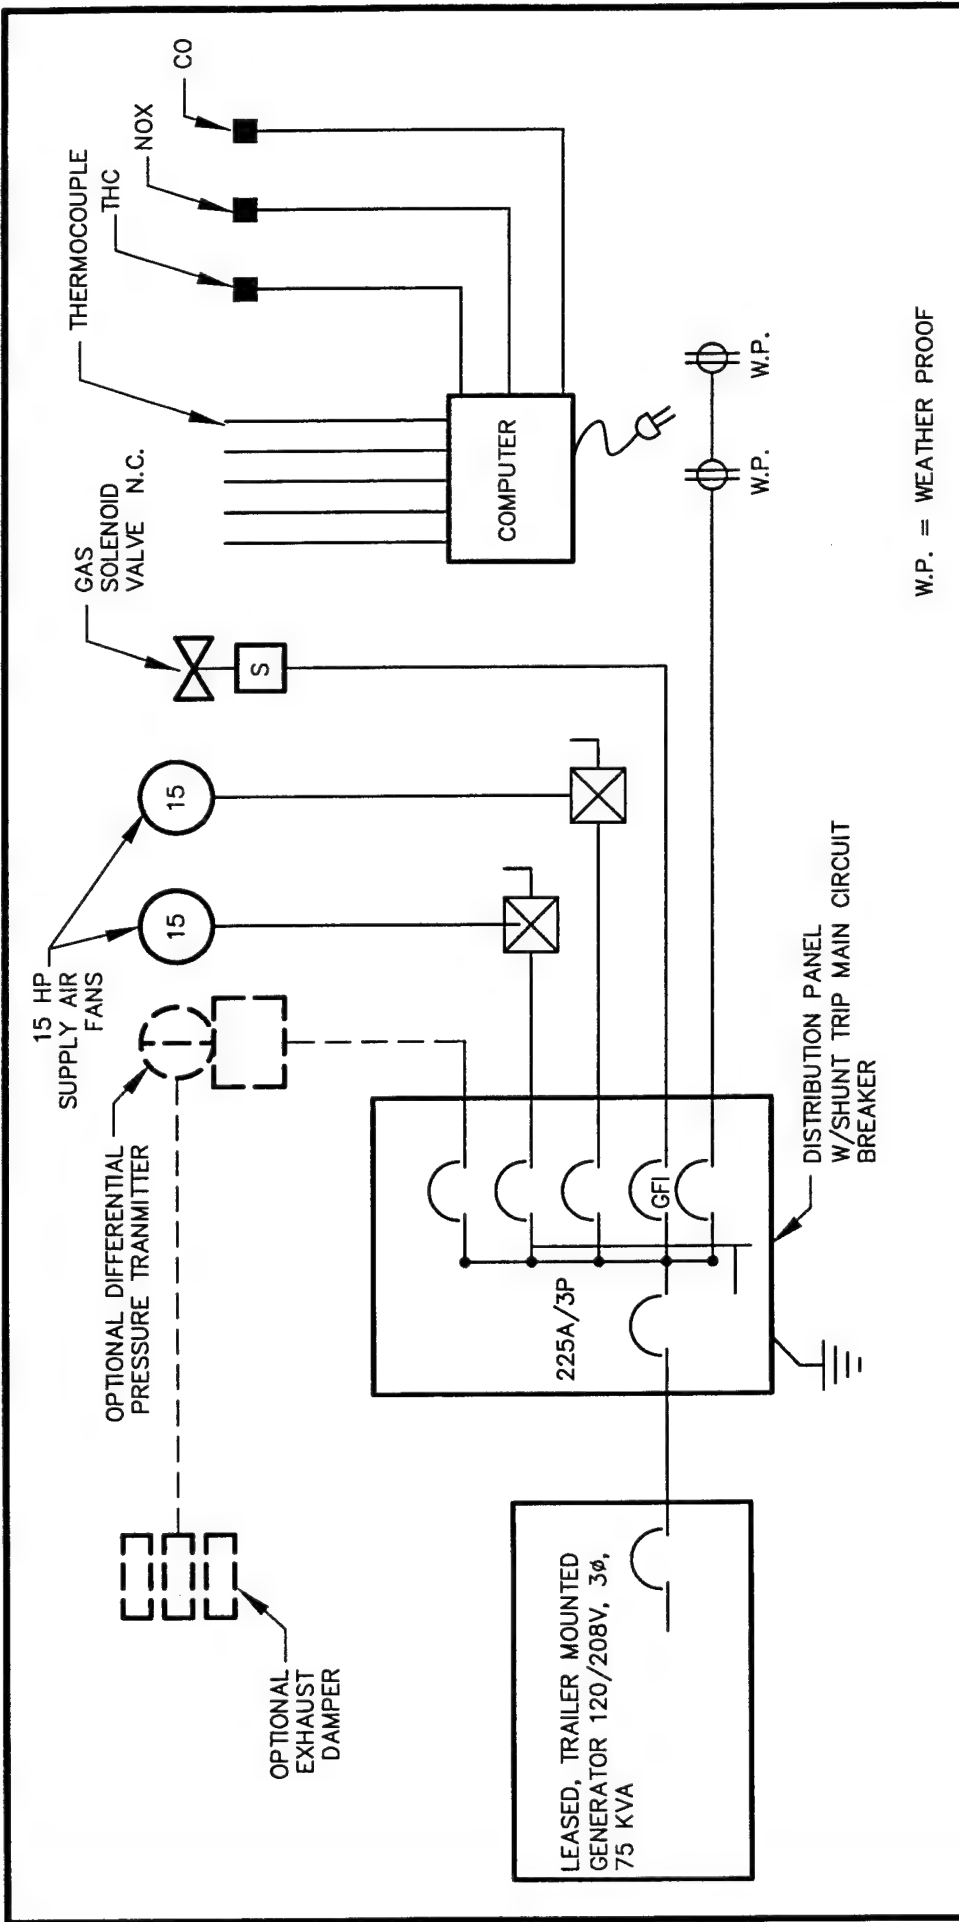 OPTIONAL
EXHAUST
DAMPER
OPTIONAL DIFFERENTIAL
PRESSURE TRANMITTER
15 HP
SUPPLY AIR
FANS
15
15
GAS
SOLENOID
VALVE N.C.
S
THERMOCOUPLE
THC
NOX
CO
COMPUTER
LEASED, TRAILER MOUNTED
GENERATOR 120/208V, 3ø,
75 KVA
225A/3P
GFI
W.P.
W.P.
DISTRIBUTION PANEL
W/SHUNT TRIP MAIN CIRCUIT
BREAKER
W.P. = WEATHER PROOF